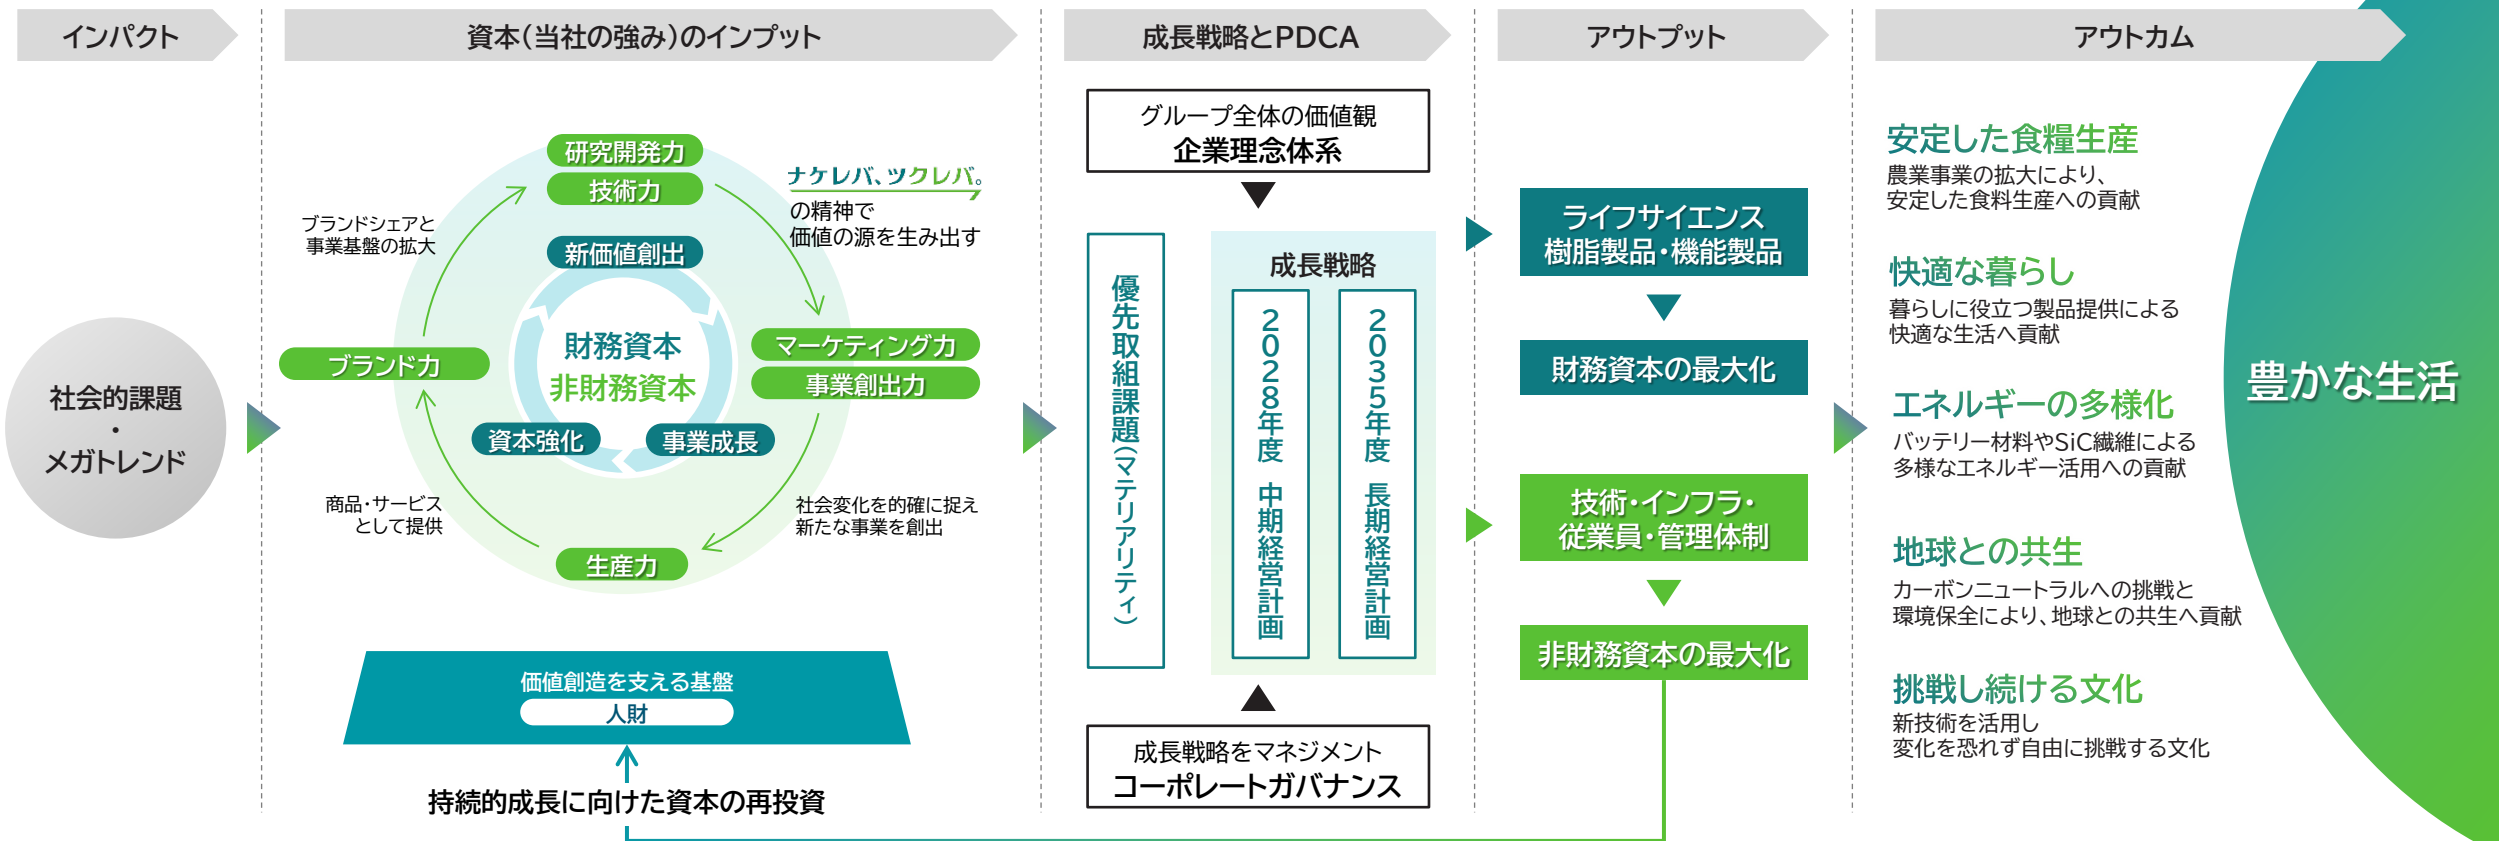 インパクト
資本(当社の強み)のインプット
成長戦略とPDCA
アウトプット
アウトカム
社会的課題
・
メガトレンド
研究開発力
技術力
ナケレバ、ツクレバ。
の精神で
価値の源を生み出す
ブランドシェアと
事業基盤の拡大
新価値創出
財務資本
非財務資本
マーケティング力
事業創出力
ブランド力
資本強化
事業成長
商品・サービス
として提供
社会変化を的確に捉え
新たな事業を創出
生産力
価値創造を支える基盤
人財
持続的成長に向けた資本の再投資
グループ全体の価値観
企業理念体系
優先取組課題(マテリアリティ)
成長戦略
2028年度 中期経営計画
2035年度 長期経営計画
成長戦略をマネジメント
コーポレートガバナンス
ライフサイエンス
樹脂製品・機能製品
財務資本の最大化
技術・インフラ・
従業員・管理体制
非財務資本の最大化
安定した食糧生産
農業事業の拡大により、
安定した食料生産への貢献
快適な暮らし
暮らしに役立つ製品提供による
快適な生活へ貢献
エネルギーの多様化
バッテリー材料やSiC繊維による
多様なエネルギー活用への貢献
地球との共生
カーボンニュートラルへの挑戦と
環境保全により、地球との共生へ貢献
挑戦し続ける文化
新技術を活用し
変化を恐れず自由に挑戦する文化
豊かな生活